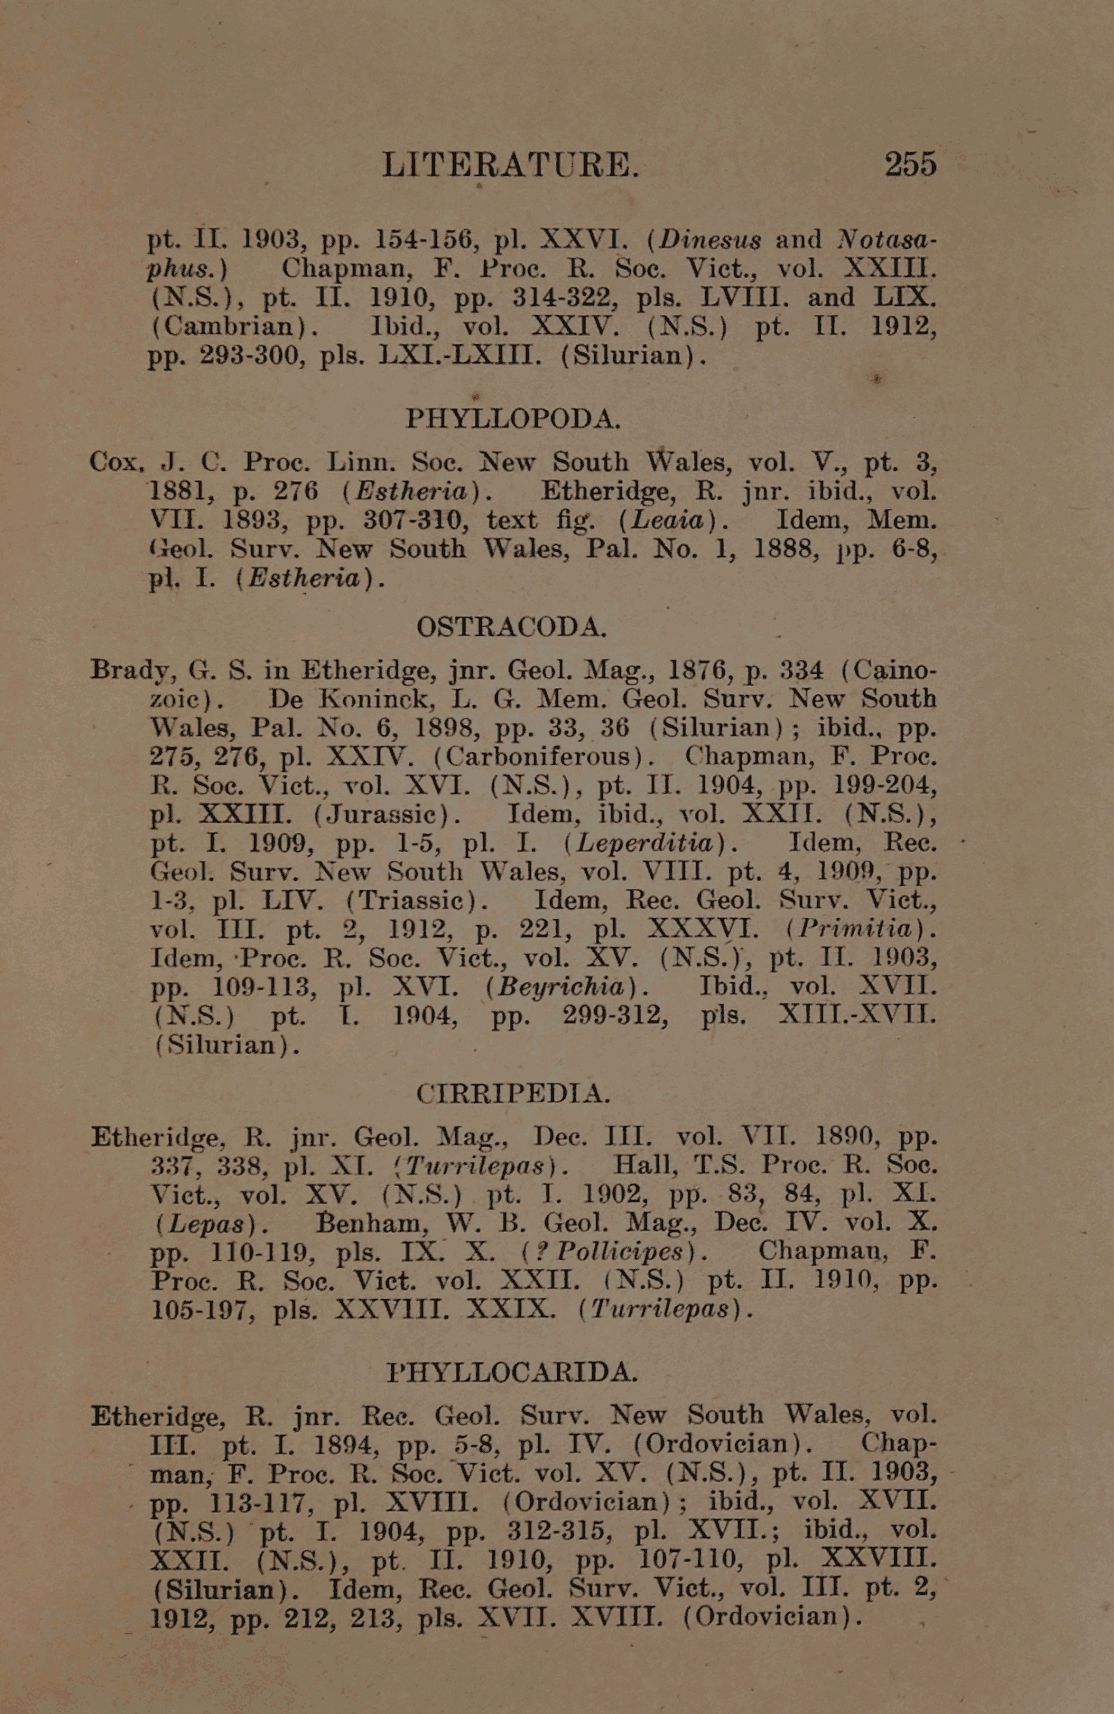 LITERATURE. 255
pt. II. 1903, pp. 154-156, pl. XXVI. (Dinesus and Notasa-
phus.) Chapman, F. Proc. R. Soc. Vict., vol. XXIII.
(N.S.), pt. II. 1910, pp. 314-322, pls. LVIII. and LIX.
(Cambrian). Ibid., vol. XXIV. (N.S.) pt. II. 1912,
pp. 293-300, pls. LXI.-LXIII. (Silurian).
PHYLLOPODA.
Cox, J. C. Proc. Linn. Soc. New South Wales, vol. V., pt. 3,
1881, p. 276 (Estheria). Etheridge, R. jnr. ibid., vol.
VII. 1893, pp. 307-310, text fig. (Leaia). Idem, Mem.
Geol. Surv. New South Wales, Pal. No. 1, 1888, pp. 6-8,
pl. I. (Estheria).
OSTRACODA.
Brady, G. S. in Etheridge, jnr. Geol. Mag., 1876, p. 334 (Caino-
zoic). De Koninck, L. G. Mem. Geol. Surv. New South
Wales, Pal. No. 6, 1898, pp. 33, 36 (Silurian); ibid., pp.
275, 276, pl. XXIV. (Carboniferous). Chapman, F. Proc.
R. Soc. Vict., vol. XVI. (N.S.), pt. II. 1904, pp. 199-204,
pl. XXIII. (Jurassic). Idem, ibid., vol. XXII. (N.S.),
pt. I. 1909, pp. 1-5, pl. I. (Leperditia). Idem, Rec.
Geol. Surv. New South Wales, vol. VIII. pt. 4, 1909, pp.
1-3, pl. LIV. (Triassic). Idem, Rec. Geol. Surv. Vict.,
vol. III. pt. 2, 1912, p. 221, pl. XXXVI. (Primitia).
Idem, Proc. R. Soc. Vict., vol. XV. (N.S.), pt. II. 1903,
pp. 109-113, pl. XVI. (Beyrichia). Ibid., vol. XVII.
(N.S.) pt. I. 1904, pp. 299-312, pls. XIII.-XVII.
(Silurian).
CIRRIPEDIA.
Etheridge, R. jnr. Geol. Mag., Dec. III. vol. VII. 1890, pp.
337, 338, pl. XI. (Turrilepas). Hall, T.S. Proc. R. Soc.
Vict., vol. XV. (N.S.) pt. I. 1902, pp. 83, 84, pl. XI.
(Lepas). Benham, W. B. Geol. Mag., Dec. IV. vol. X.
pp. 110-119, pls. IX. X. (? Pollicipes). Chapman, F.
Proc. R. Soc. Vict. vol. XXII. (N.S.) pt. II. 1910, pp.
105-197, pls. XXVIII. XXIX. (Turrilepas).
PHYLLOCARIDA.
Etheridge, R. jnr. Rec. Geol. Surv. New South Wales, vol.
III. pt. I. 1894, pp. 5-8, pl. IV. (Ordovician). Chap-
man, F. Proc. R. Soc. Vict. vol. XV. (N.S.), pt. II. 1903,
pp. 113-117, pl. XVIII. (Ordovician); ibid., vol. XVII.
(N.S.) pt. I. 1904, pp. 312-315, pl. XVII.; ibid., vol.
XXII. (N.S.), pt. II. 1910, pp. 107-110, pl. XXVIII.
(Silurian). Idem, Rec. Geol. Surv. Vict., vol. III. pt. 2,
1912, pp. 212, 213, pls. XVII. XVIII. (Ordovician).